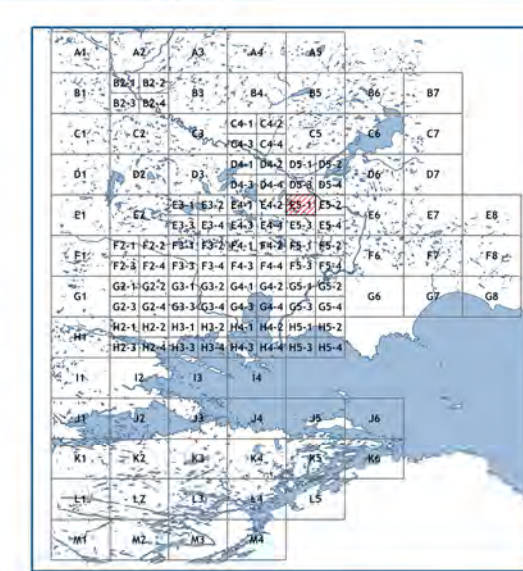 A1 A2 A3 A4 A5
B2-1 B2-2
B1 B3 B4 B5 B6 B7
B2-3 B2-4
C4-1 C4-2
C1 C2 C3 C5 C6 C7
C4-3 C4-4
D4-1 D4-2 D5-1 D5-2
D1 D2 D3 D6 D7
D4-3 D4-4 D5-3 D5-4
E3-1 E3-2 E4-1 E4-2 E5-1 E5-2
E1 E2 E6 E7 E8
E3-3 E3-4 E4-3 E4-4 E5-3 E5-4
F2-1 F2-2 F3-1 F3-2 F4-1 F4-2 F5-1 F5-2
F1 F6 F7 F8
F2-3 F2-4 F3-3 F3-4 F4-3 F4-4 F5-3 F5-4
G2-1 G2-2 G3-1 G3-2 G4-1 G4-2 G5-1 G5-2
G1 G6 G7 G8
G2-3 G2-4 G3-3 G3-4 G4-3 G4-4 G5-3 G5-4
H2-1 H2-2 H3-1 H3-2 H4-1 H4-2 H5-1 H5-2
H1
H2-3 H2-4 H3-3 H3-4 H4-3 H4-4 H5-3 H5-4
I1 I2 I3 I4
J1 J2 J3 J4 J5 J6
K1 K2 K3 K4 K5 K6
L1 L2 L3 L4 L5
M1 M2 M3 M4